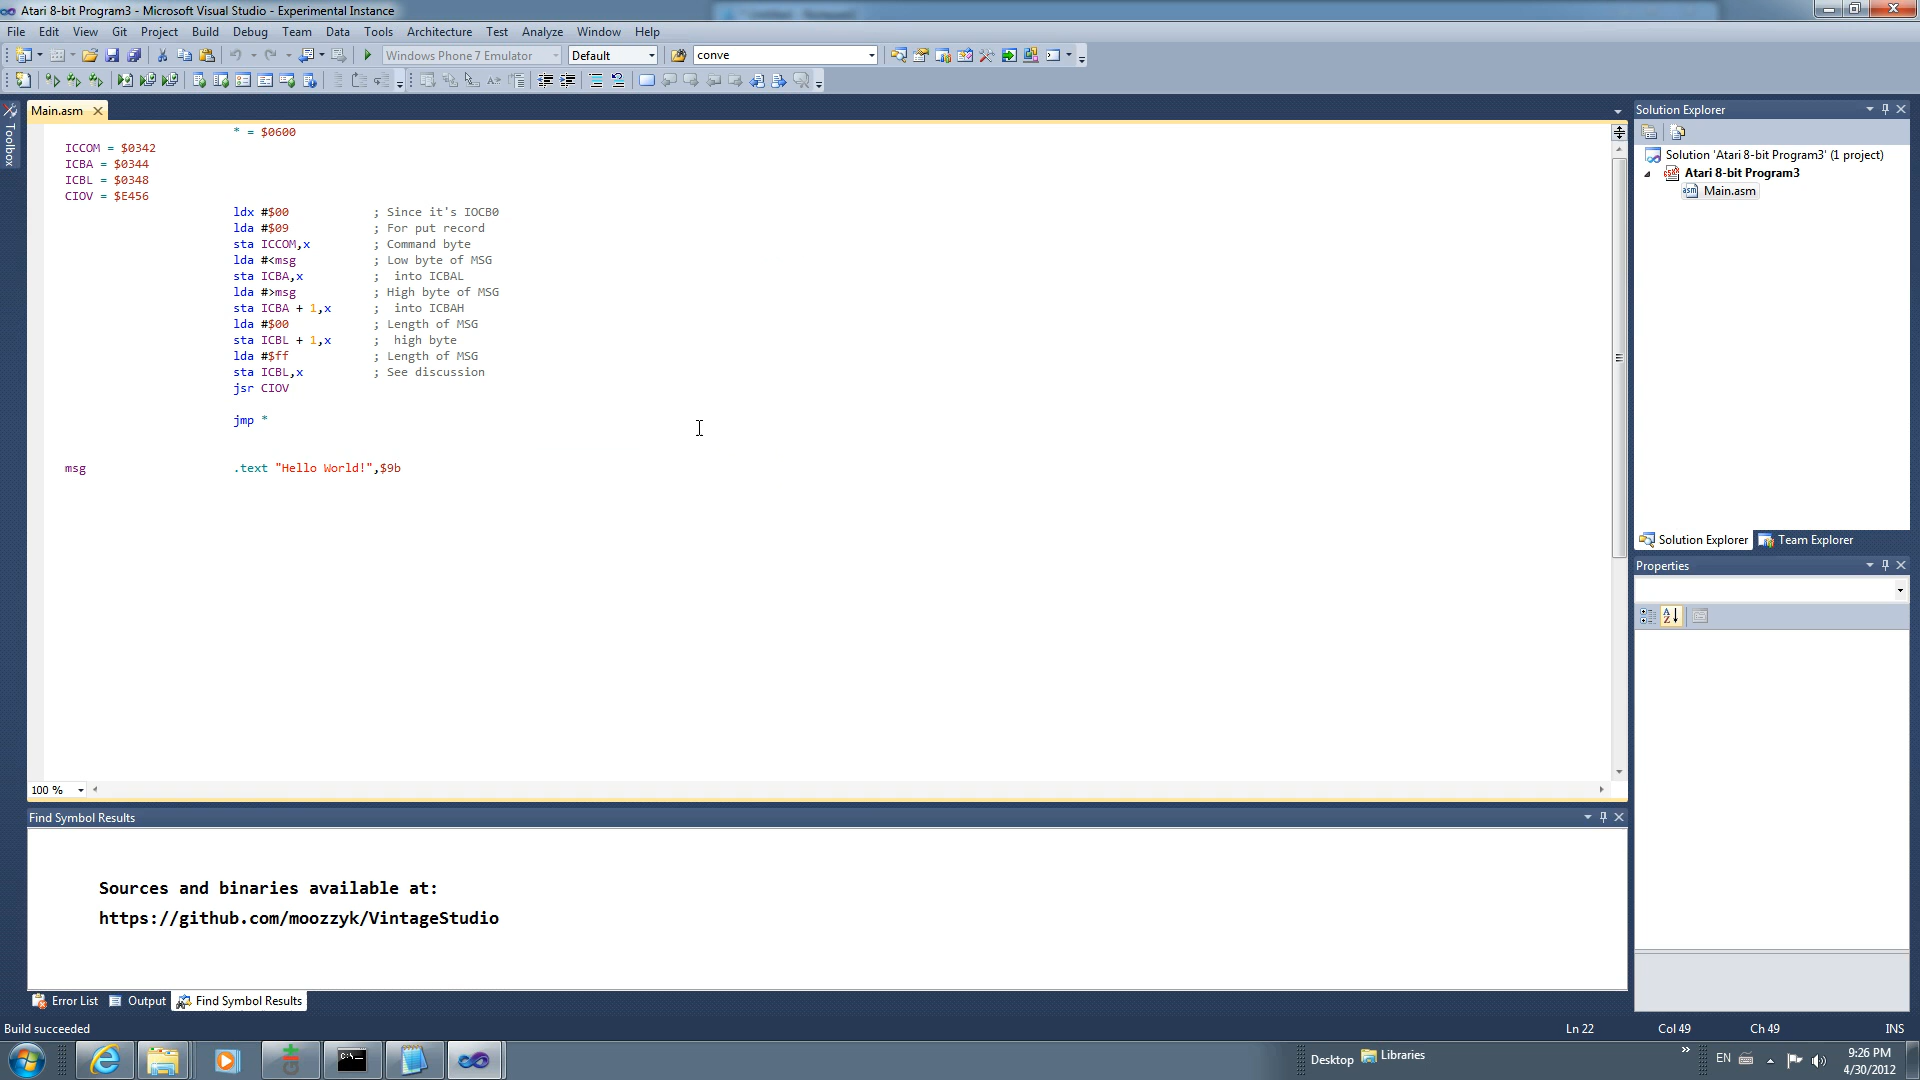 Atari 8-bit Program3 - Microsoft Visual Studio - Experimental Instance
File Edit View Git Project Build Debug Team Data Tools Architecture Test Analyze Window Help
Windows Phone 7 Emulator Default conve
Toolbox
Main.asm
* = $0600
ICCOM = $0342
ICBA = $0344
ICBL = $0348
CIOV = $E456
ldx #$00 ; Since it's IOCB0
lda #$09 ; For put record
sta ICCOM,x ; Command byte
lda #<msg ; Low byte of MSG
sta ICBA,x ; into ICBAL
lda #>msg ; High byte of MSG
sta ICBA + 1,x ; into ICBAH
lda #$00 ; Length of MSG
sta ICBL + 1,x ; high byte
lda #$ff ; Length of MSG
sta ICBL,x ; See discussion
jsr CIOV
jmp *
msg .text "Hello World!",$9b
100 %
Solution Explorer
Solution 'Atari 8-bit Program3' (1 project)
Atari 8-bit Program3
asm Main.asm
Solution Explorer Team Explorer
Properties
Find Symbol Results
Sources and binaries available at:
https://github.com/moozzyk/VintageStudio
Error List Output Find Symbol Results
Build succeeded Ln 22 Col 49 Ch 49 INS
Desktop Libraries EN 9:26 PM
4/30/2012